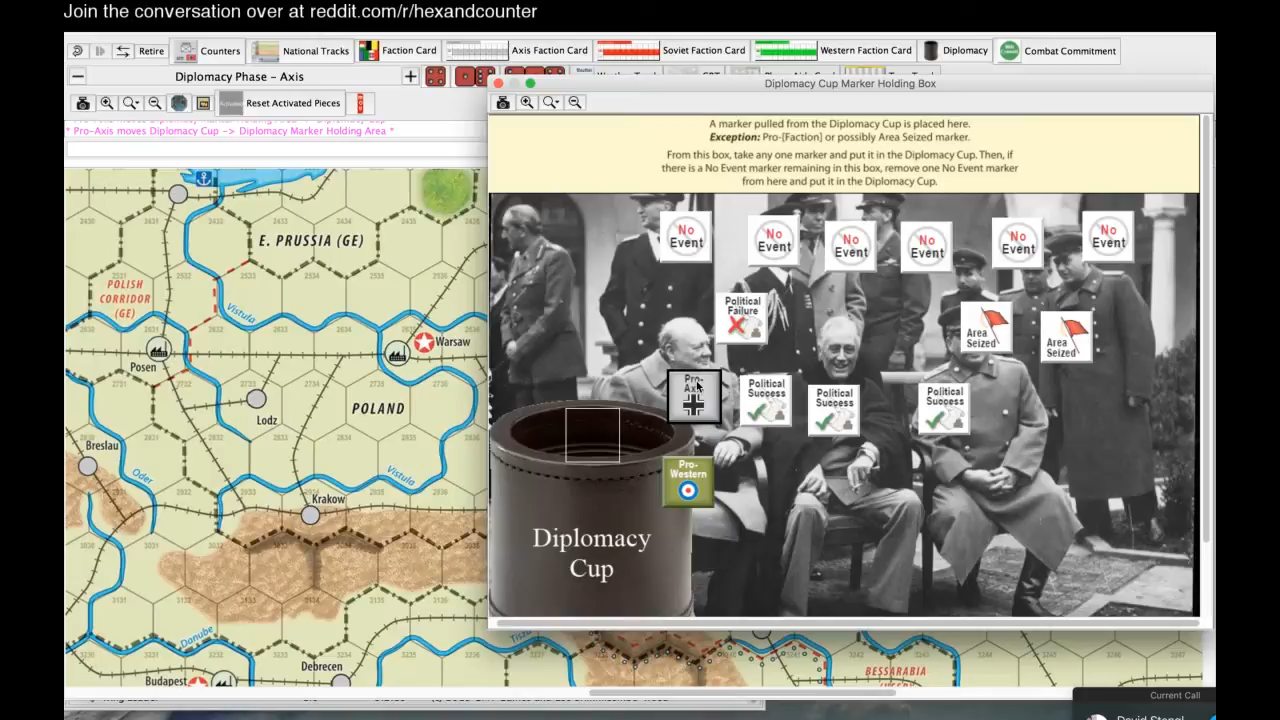 Join the conversation over at reddit.com/r/hexandcounter
Retire
Counters
National Tracks
Faction Card
Axis Faction Card
Soviet Faction Card
Western Faction Card
Diplomacy
Combat Commitment
Diplomacy Phase - Axis
Reset Activated Pieces
* Pro-Axis moves Diplomacy Cup -> Diplomacy Marker Holding Area *
Diplomacy Cup Marker Holding Box
A marker pulled from the Diplomacy Cup is placed here.
Exception: Pro-[Faction] or possibly Area Seized marker.
From this box, take any one marker and put it in the Diplomacy Cup. Then, if
there is a No Event marker remaining in this box, remove one No Event marker
from here and put it in the Diplomacy Cup.
No
Event
No
Event
No
Event
No
Event
No
Event
No
Event
Political
Failure
Area
Seized
Area
Seized
Pro-
Axis
Political
Success
Political
Success
Political
Success
Pro-
Western
Diplomacy
Cup
E. PRUSSIA (GE)
POLISH
CORRIDOR
(GE)
Vistula
Warsaw
Posen
POLAND
Lodz
Breslau
Oder
Vistula
Krakow
Danube
Debrecen
Budapest
BESSARABIA
Current Call